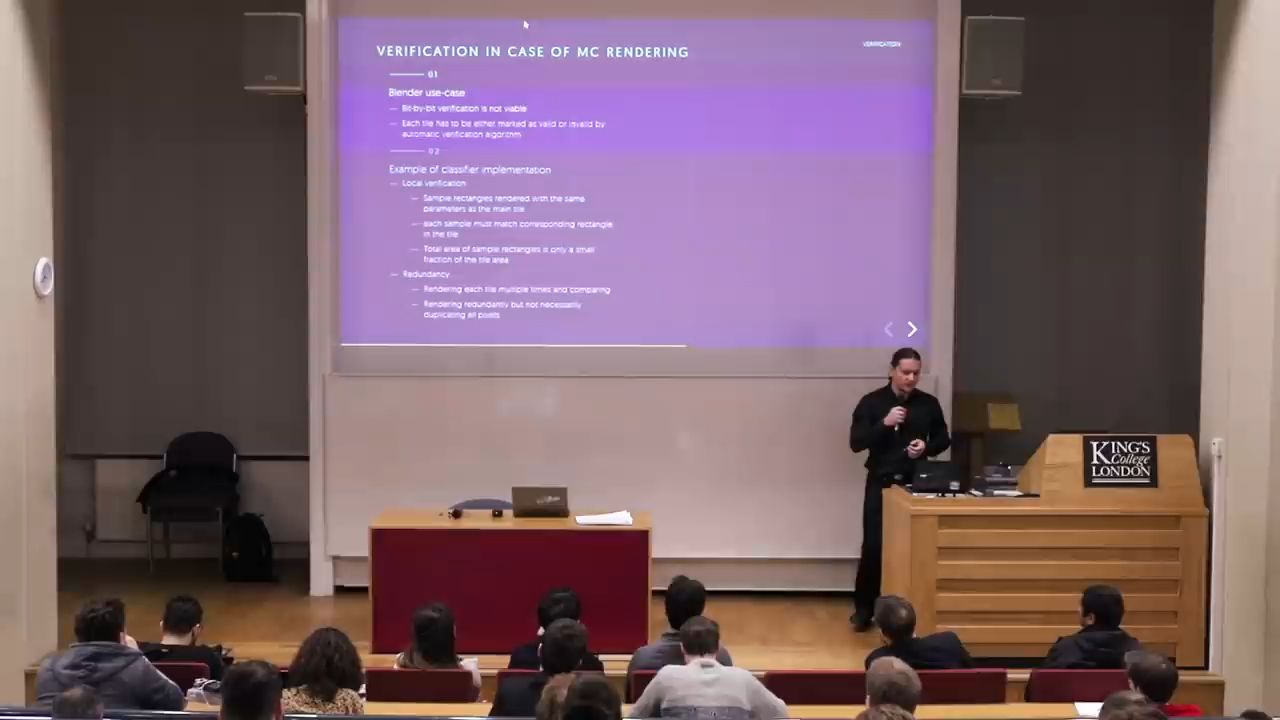 VERIFICATION IN CASE OF MC RENDERING
VERIFICATION
01
Blender use-case
— Bit-by-bit verification is not viable
— Each tile has to be either marked as valid or invalid by
automatic verification algorithm
02
Example of classifier implementation
— Local verification
— Sample rectangles rendered with the same
parameters as the main tile
— each sample must match corresponding rectangle
in the tile
— Total area of sample rectangles is only a small
fraction of the tile area
— Redundancy
— Rendering each tile multiple times and comparing
— Rendering redundantly but not necessarily
duplicating all pixels
KING'S
College
LONDON